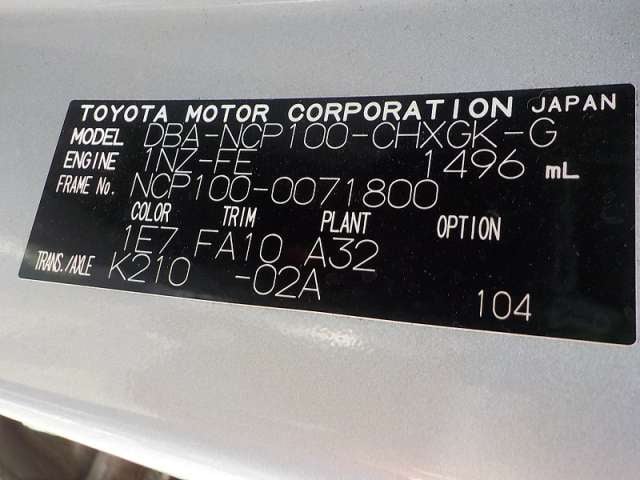 TOYOTA MOTOR CORPORATION JAPAN
MODEL DBA-NCP100-CHXGK-G
ENGINE 1NZ-FE 1496 mL
FRAME No. NCP100-0071800
COLOR TRIM PLANT OPTION
1E7 FA10 A32
TRANS./AXLE K210 -02A
104